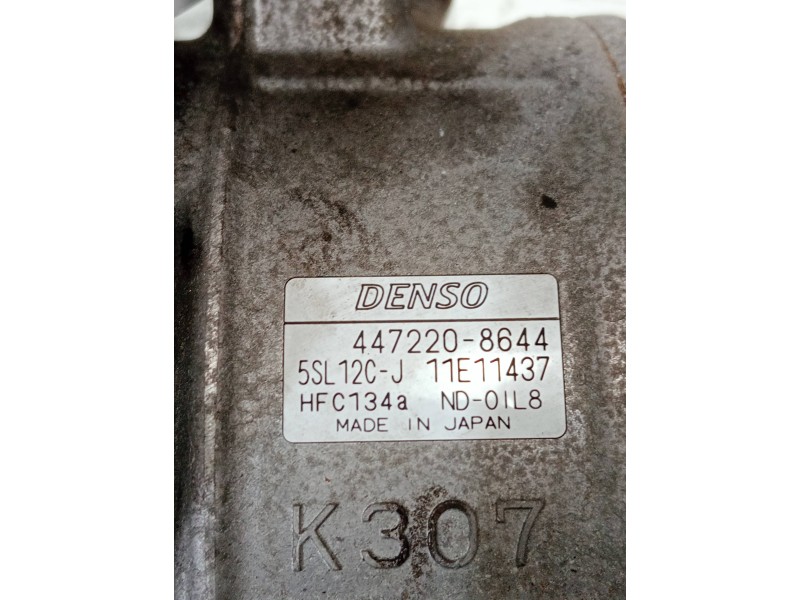 DENSO
447220-8644
5SL12C-J 11E11437
HFC134a ND-OIL8
MADE IN JAPAN
K307